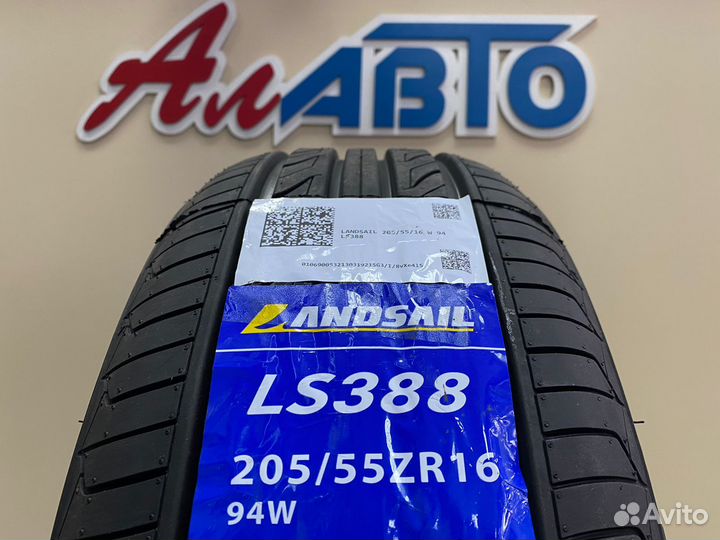 АлАВТО
LANDSAIL 205/55/16 W 94
LS388
LANDSAIL
LS388
205/55ZR16
94W
Avito